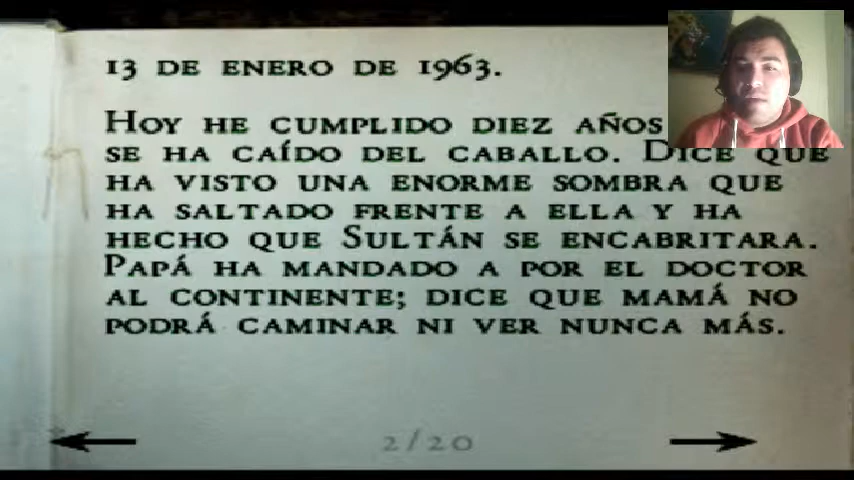 13 DE ENERO DE 1963.
HOY HE CUMPLIDO DIEZ AÑOS
SE HA CAÍDO DEL CABALLO. DICE QUE
HA VISTO UNA ENORME SOMBRA QUE
HA SALTADO FRENTE A ELLA Y HA
HECHO QUE SULTÁN SE ENCABRITARA.
PAPÁ HA MANDADO A POR EL DOCTOR
AL CONTINENTE; DICE QUE MAMÁ NO
PODRÁ CAMINAR NI VER NUNCA MÁS.
2/20